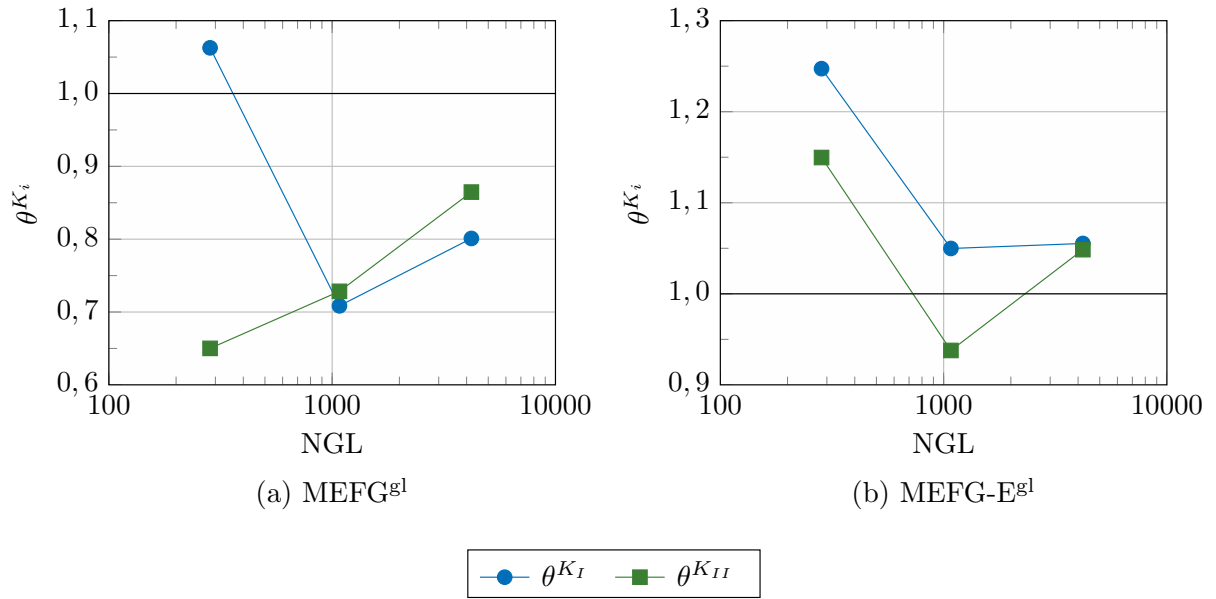 1, 1
1, 0
0, 9
0, 8
0, 7
0, 6
θ^{K_i}
100 1000 10000
NGL
(a) MEFG^{gl}
1, 3
1, 2
1, 1
1, 0
0, 9
θ^{K_i}
100 1000 10000
NGL
(b) MEFG-E^{gl}
θ^{K_I} θ^{K_{II}}